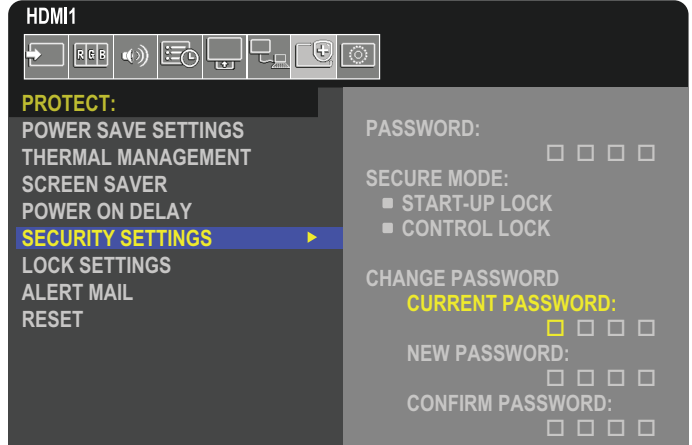 HDMI1
RGB
PROTECT:
POWER SAVE SETTINGS
THERMAL MANAGEMENT
SCREEN SAVER
POWER ON DELAY
SECURITY SETTINGS
LOCK SETTINGS
ALERT MAIL
RESET
PASSWORD:
SECURE MODE:
START-UP LOCK
CONTROL LOCK
CHANGE PASSWORD
CURRENT PASSWORD:
NEW PASSWORD:
CONFIRM PASSWORD: